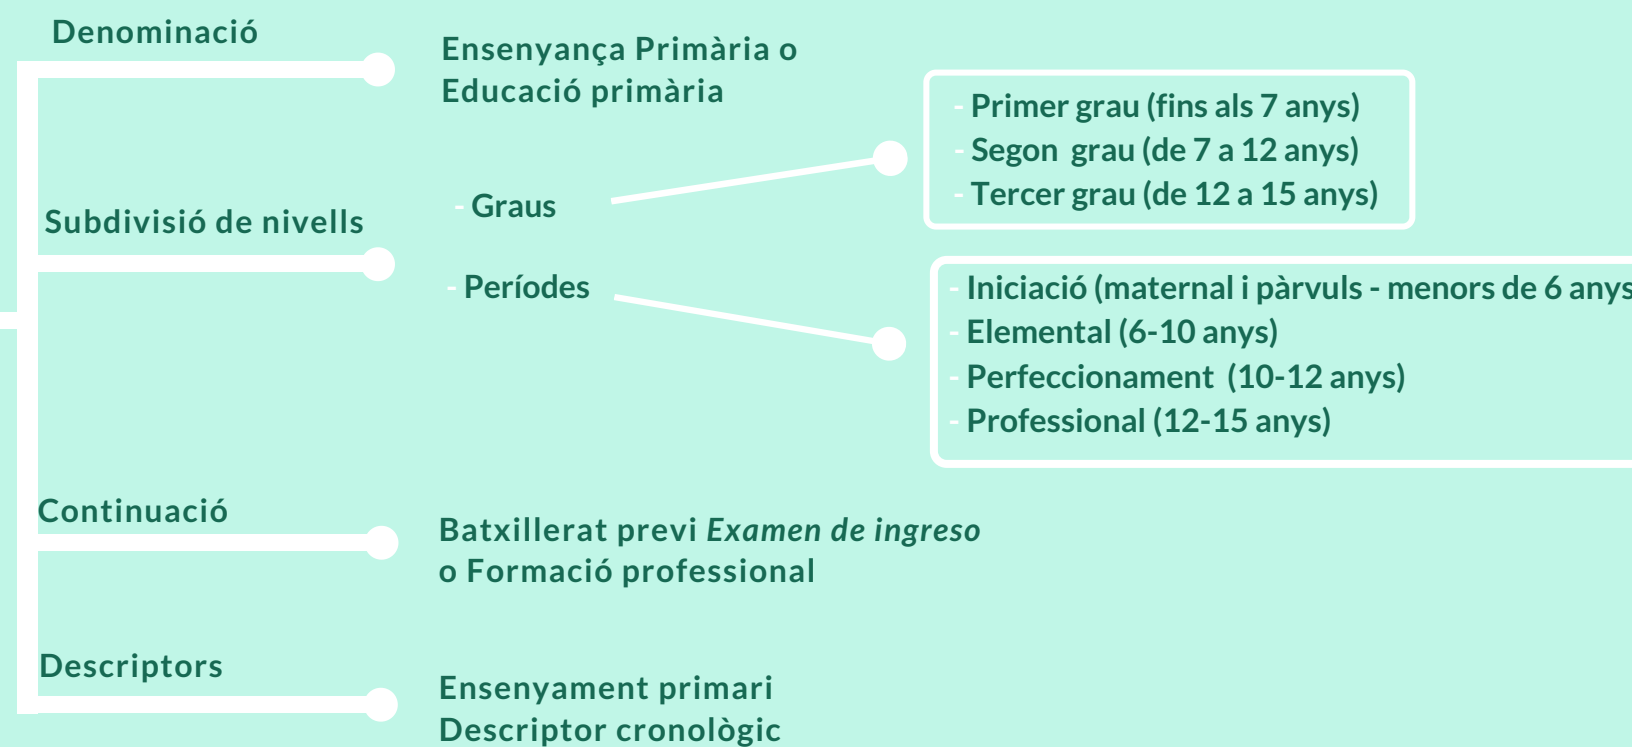 Denominació
Ensenyança Primària o
Educació primària
Subdivisió de nivells
- Graus
- Primer grau (fins als 7 anys)
- Segon grau (de 7 a 12 anys)
- Tercer grau (de 12 a 15 anys)
- Períodes
- Iniciació (maternal i pàrvuls - menors de 6 anys
- Elemental (6-10 anys)
- Perfeccionament (10-12 anys)
- Professional (12-15 anys)
Continuació
Batxillerat previ Examen de ingreso
o Formació professional
Descriptors
Ensenyament primari
Descriptor cronològic